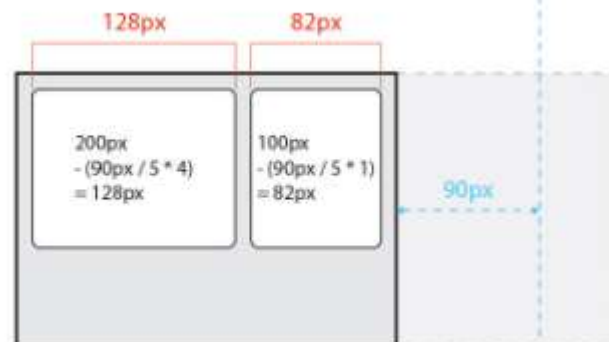 128px
82px
200px
- (90px / 5 * 4)
= 128px
100px
- (90px / 5 * 1)
= 82px
90px